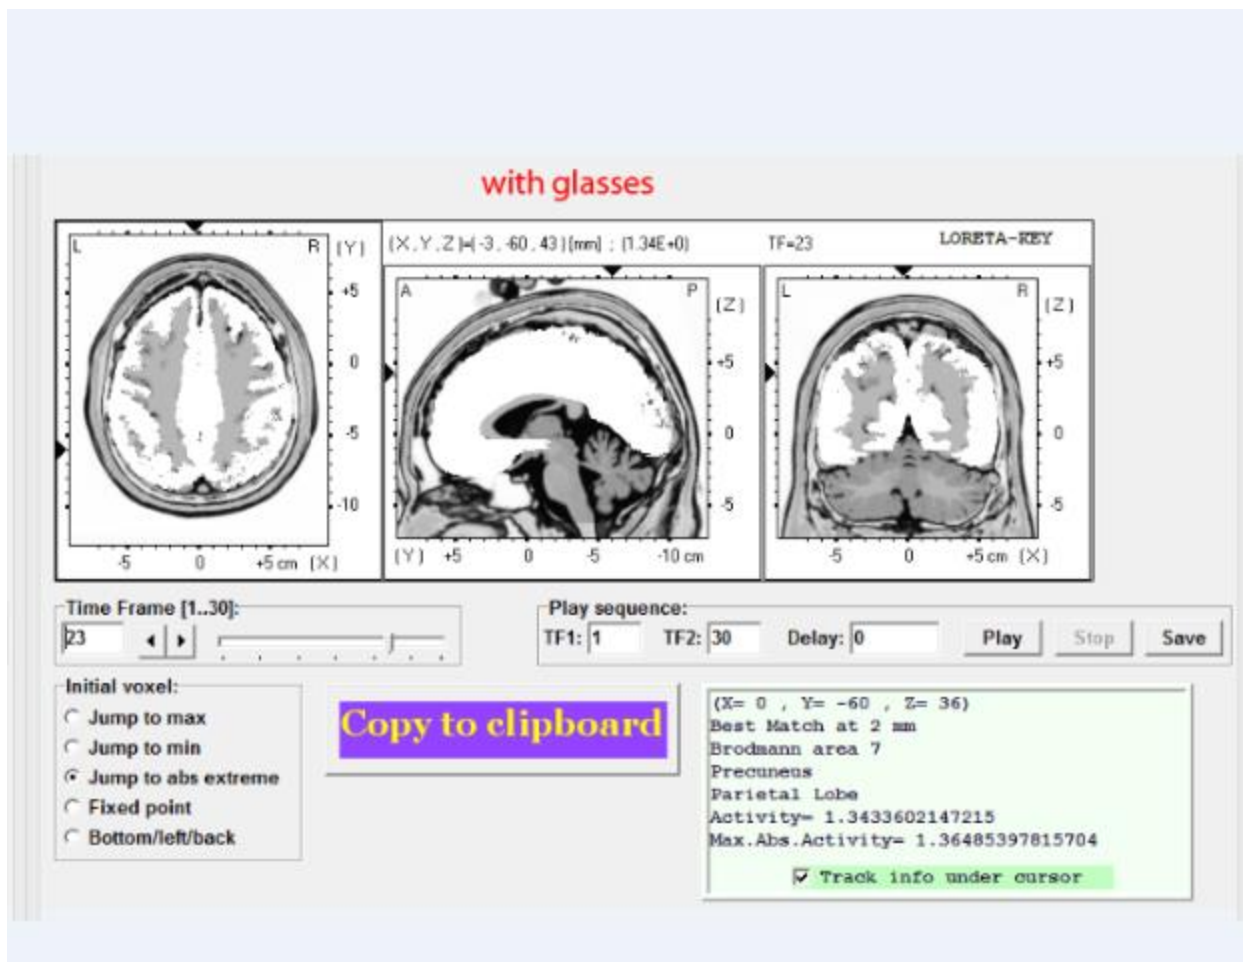 with glasses
(X,Y,Z)=(-3,-60,43)[mm] ; (1.34E+0) TF=23 LORETA-KEY
L R (Y) A P (Z) L R (Z)
+5 +5 +5
0
-5 0 0
-10 -5 -5
-5 0 +5 cm (X) (Y) +5 0 -5 -10 cm -5 0 +5 cm (X)
Time Frame [1..30]: Play sequence:
23 TF1: 1 TF2: 30 Delay: 0 Play Stop Save
Initial voxel:
Jump to max
Jump to min
Jump to abs extreme
Fixed point
Bottom/left/back
Copy to clipboard
(X= 0 , Y= -60 , Z= 36)
Best Match at 2 mm
Brodmann area 7
Precuneus
Parietal Lobe
Activity= 1.3433602147215
Max.Abs.Activity= 1.36485397815704
Track info under cursor